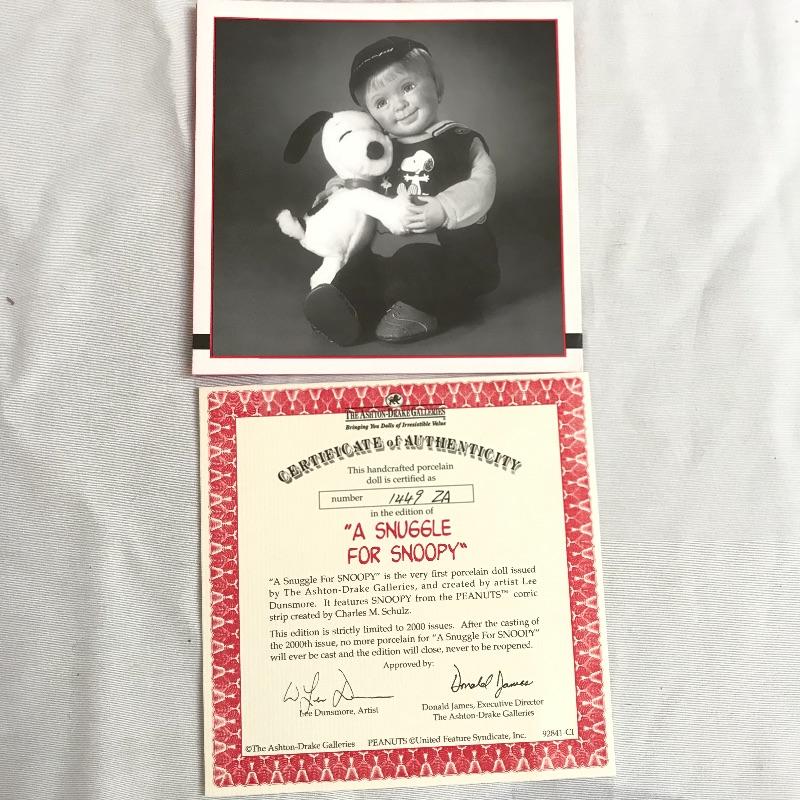 THE ASHTON-DRAKE GALLERIES
Bringing You Dolls of Irresistible Value
CERTIFICATE of AUTHENTICITY
This handcrafted porcelain
doll is certified as
number 1449 ZA
in the edition of
"A SNUGGLE
FOR SNOOPY"
"A Snuggle For SNOOPY" is the very first porcelain doll issued
by The Ashton-Drake Galleries, and created by artist Lee
Dunsmore. It features SNOOPY from the PEANUTS™ comic
strip created by Charles M. Schulz.
This edition is strictly limited to 2000 issues. After the casting of
the 2000th issue, no more porcelain for "A Snuggle For SNOOPY"
will ever be cast and the edition will close, never to be reopened.
Approved by:
Donald James
Lee Dunsmore, Artist
Donald James, Executive Director
The Ashton-Drake Galleries
©The Ashton-Drake Galleries PEANUTS ©United Feature Syndicate, Inc. 92841-CI